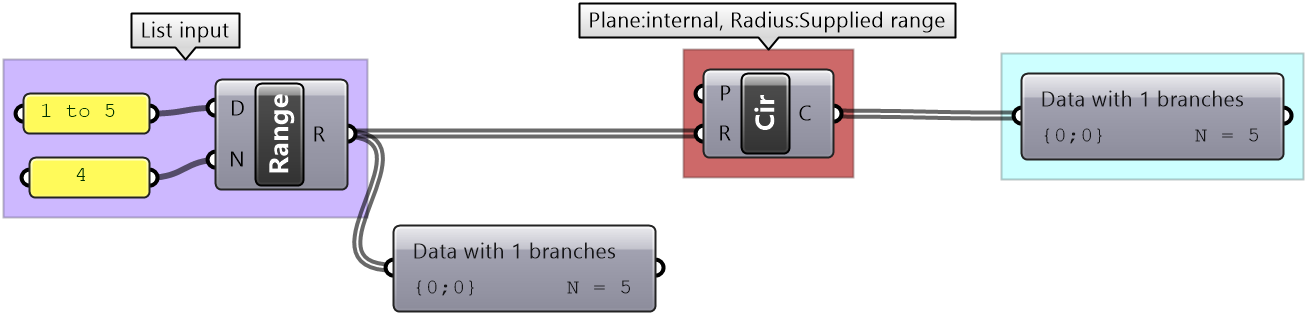 List input
Plane:internal, Radius:Supplied range
1 to 5
4
D
N
Range
R
P
R
Cir
C
Data with 1 branches
{0;0} N = 5
Data with 1 branches
{0;0} N = 5